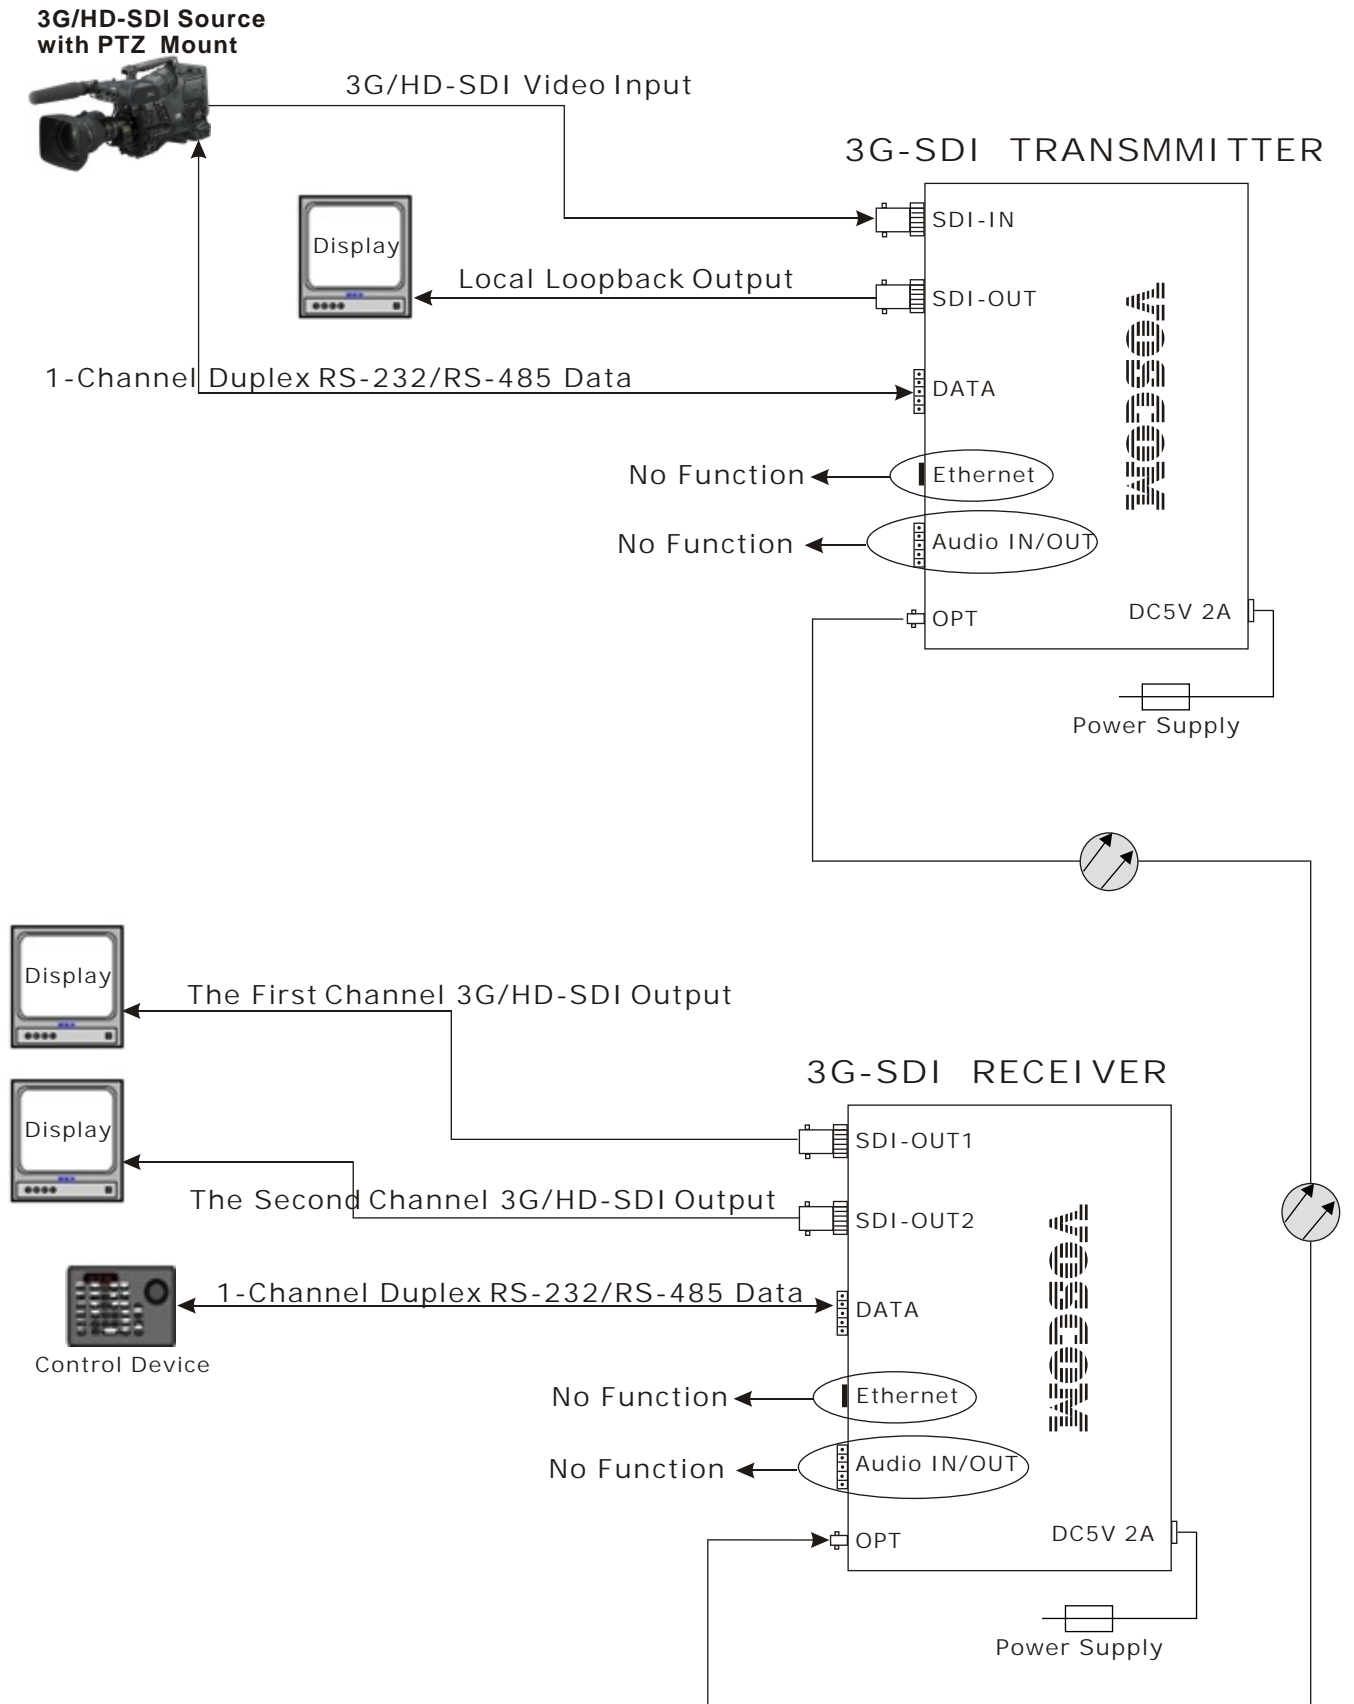 3G/HD-SDI Source
with PTZ Mount
3G/HD-SDI Video Input
3G-SDI TRANSMMITTER
SDI-IN
Display
Local Loopback Output
SDI-OUT
1-Channel Duplex RS-232/RS-485 Data
DATA
No Function
Ethernet
No Function
Audio IN/OUT
OPT
DC5V 2A
VOSCOM
Power Supply
Display
The First Channel 3G/HD-SDI Output
3G-SDI RECEIVER
Display
SDI-OUT1
The Second Channel 3G/HD-SDI Output
SDI-OUT2
1-Channel Duplex RS-232/RS-485 Data
DATA
Control Device
No Function
Ethernet
No Function
Audio IN/OUT
OPT
DC5V 2A
VOSCOM
Power Supply